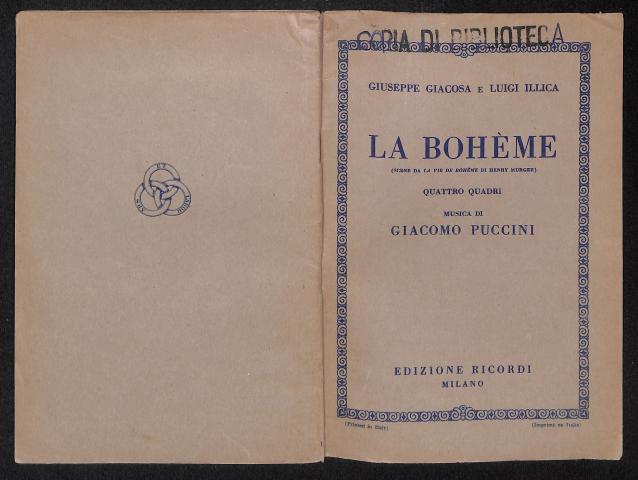 COPIA DI BIBLIOTECA
GIUSEPPE GIACOSA E LUIGI ILLICA
LA BOHÈME
(SCENE DA LA VIE DE BOHÈME DI HENRY MURGER)
QUATTRO QUADRI
MUSICA DI
GIACOMO PUCCINI
EDIZIONE RICORDI
MILANO
(Printed in Italy)
(Imprimé en Italie)